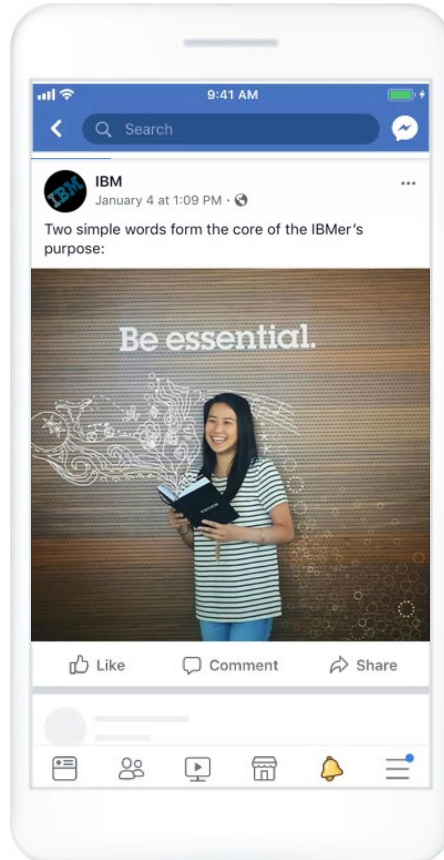 9:41 AM
Search
IBM
IBM
January 4 at 1:09 PM ·
Two simple words form the core of the IBMer's
purpose:
Be essential.
Like
Comment
Share